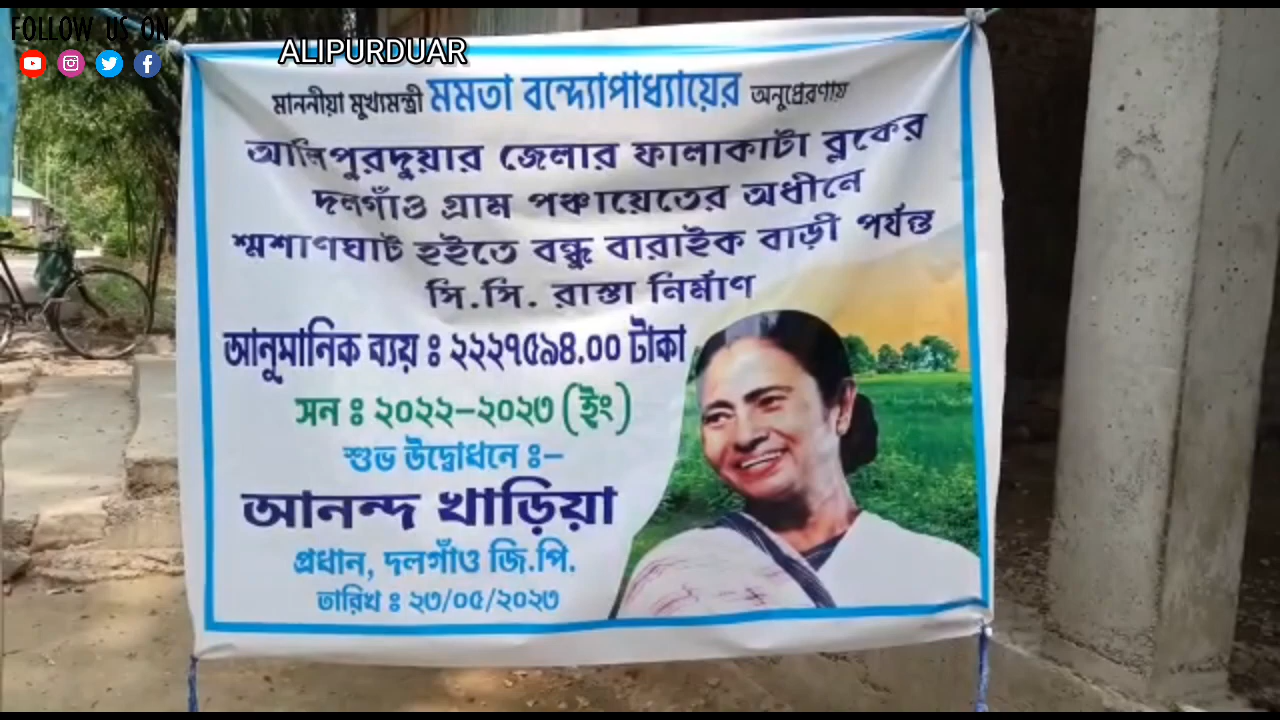 FOLLOW US ON
ALIPURDUAR
মাননীয়া মুখ্যমন্ত্রী মমতা বন্দ্যোপাধ্যায়ের অনুপ্রেরণায়
আলিপুরদুয়ার জেলার ফালাকাটা ব্লকের
দলগাঁও গ্রাম পঞ্চায়েতের অধীনে
শ্মশাণঘাট হইতে বন্ধু বারাইক বাড়ী পর্যন্ত
সি.সি. রাস্তা নির্মাণ
আনুমানিক ব্যয় ঃ ২২২৭৫৯৪.০০ টাকা
সন ঃ ২০২২-২০২৩ (ইং)
শুভ উদ্বোধনে ঃ-
আনন্দ খাড়িয়া
প্রধান, দলগাঁও জি.পি.
তারিখ ঃ ২৩/০৫/২০২৩